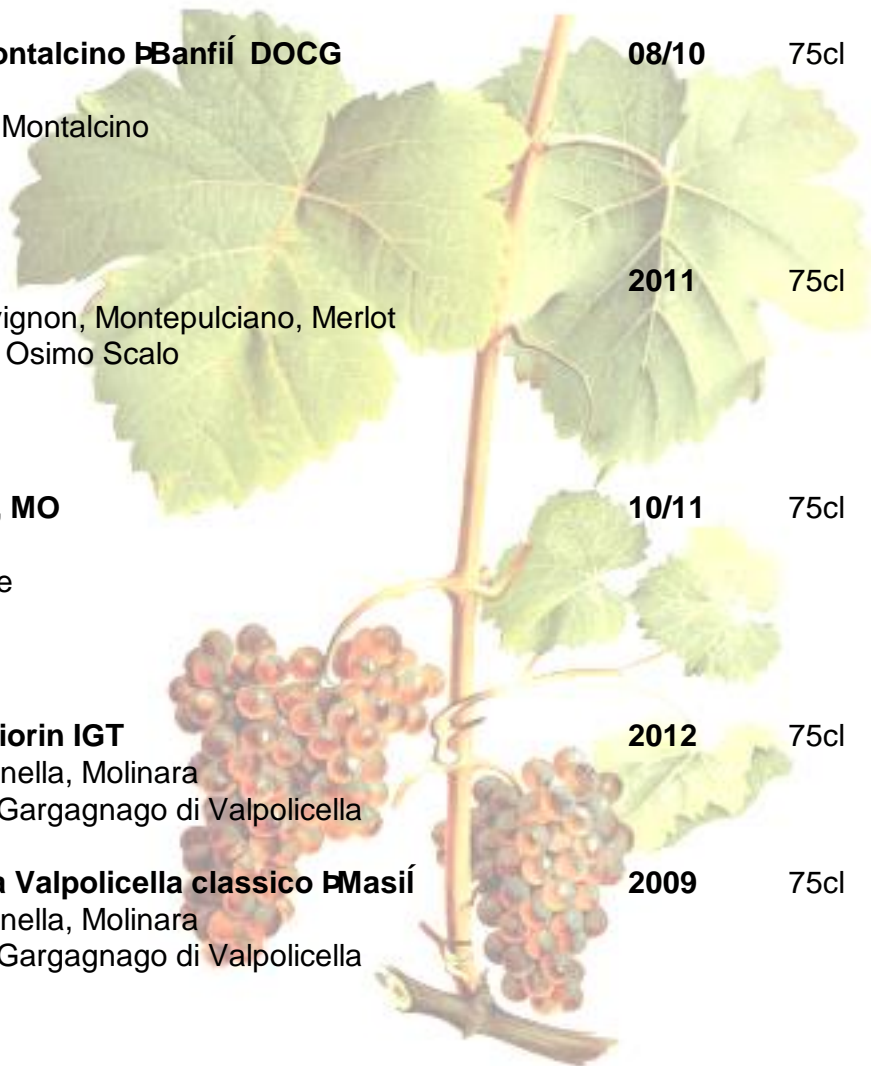 ontalcino ÞBanfiÍ DOCG 08/10 75cl
Montalcino
2011 75cl
vignon, Montepulciano, Merlot
Osimo Scalo
MO 10/11 75cl
e
iorin IGT 2012 75cl
nella, Molinara
Gargagnago di Valpolicella
a Valpolicella classico ÞMasiÍ 2009 75cl
nella, Molinara
Gargagnago di Valpolicella